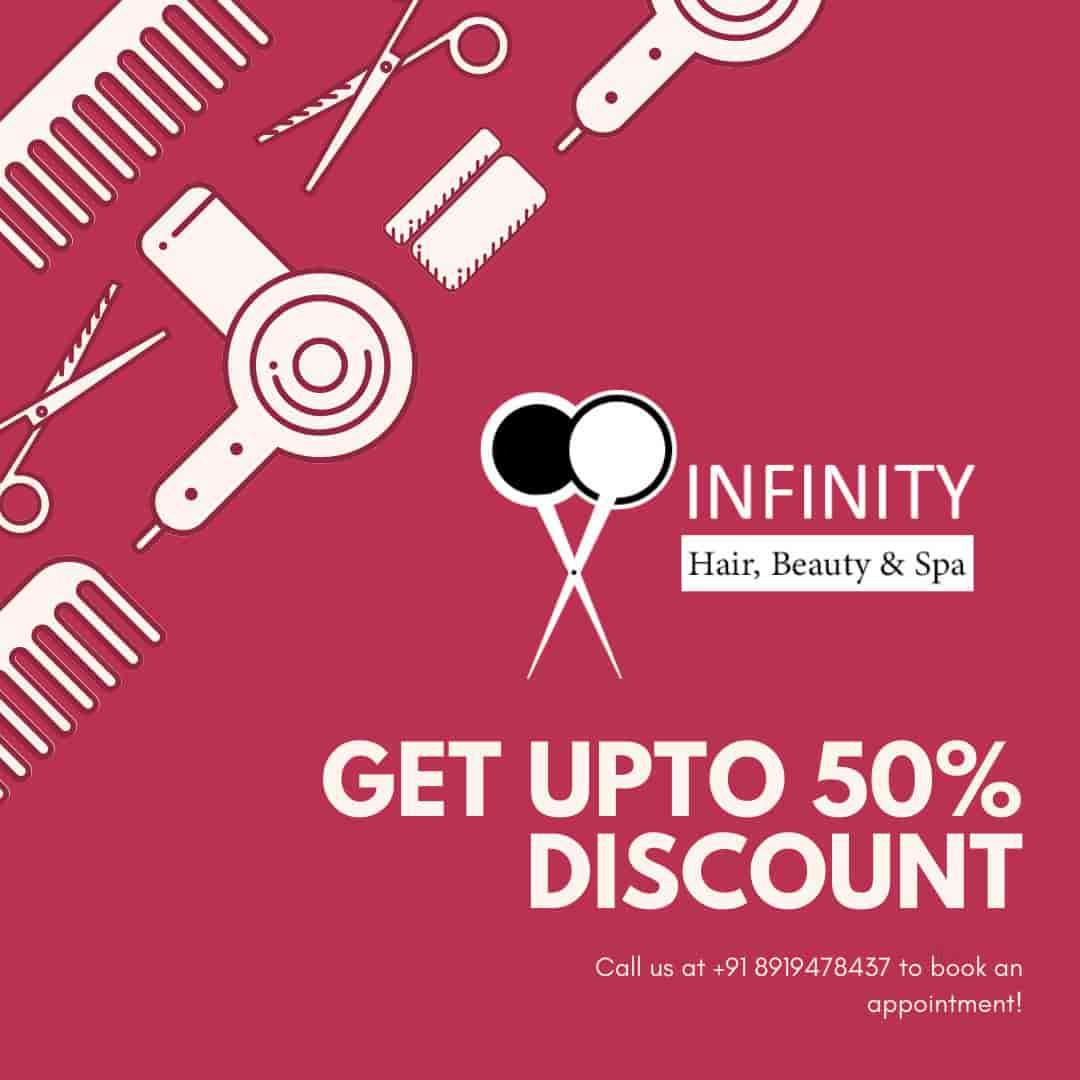 INFINITY
Hair, Beauty & Spa
GET UPTO 50%
DISCOUNT
Call us at +91 8919478437 to book an
appointment!